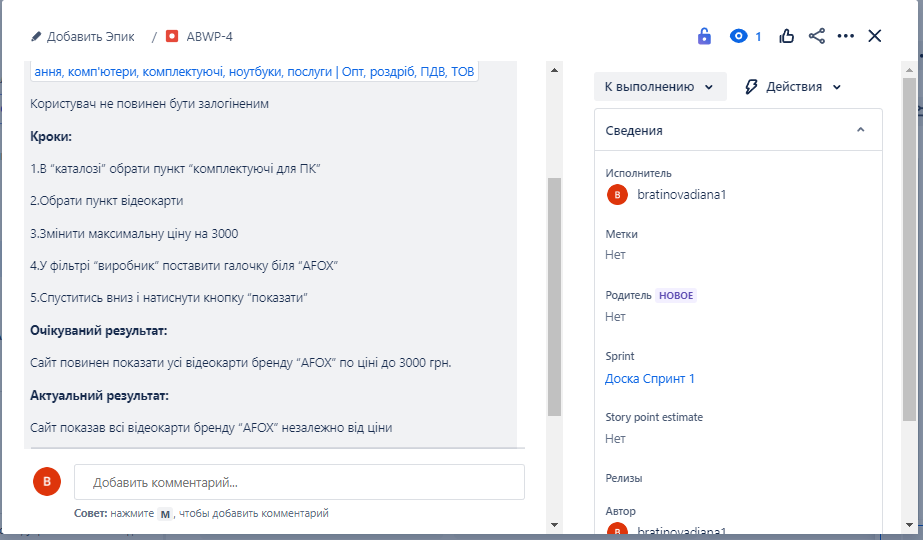 Добавить Эпик / ABWP-4
1
ання, комп'ютери, комплектуючі, ноутбуки, послуги | Опт, роздріб, ПДВ, ТОВ
Користувач не повинен бути залогіненим
Кроки:
1.В “каталозі” обрати пункт “комплектуючі для ПК”
2.Обрати пункт відеокарти
3.Змінити максимальну ціну на 3000
4.У фільтрі “виробник” поставити галочку біля “AFOX”
5.Спуститись вниз і натиснути кнопку “показати”
Очікуваний результат:
Сайт повинен показати усі відеокарти бренду “AFOX” по ціні до 3000 грн.
Актуальний результат:
Сайт показав всі відеокарти бренду “AFOX” незалежно від ціни
В
Добавить комментарий...
Совет: нажмите M , чтобы добавить комментарий
К выполнению
Действия
Сведения
Исполнитель
В bratinovadiana1
Метки
Нет
Родитель НОВОЕ
Нет
Sprint
Доска Спринт 1
Story point estimate
Нет
Релизы
Автор
В bratinovadiana1